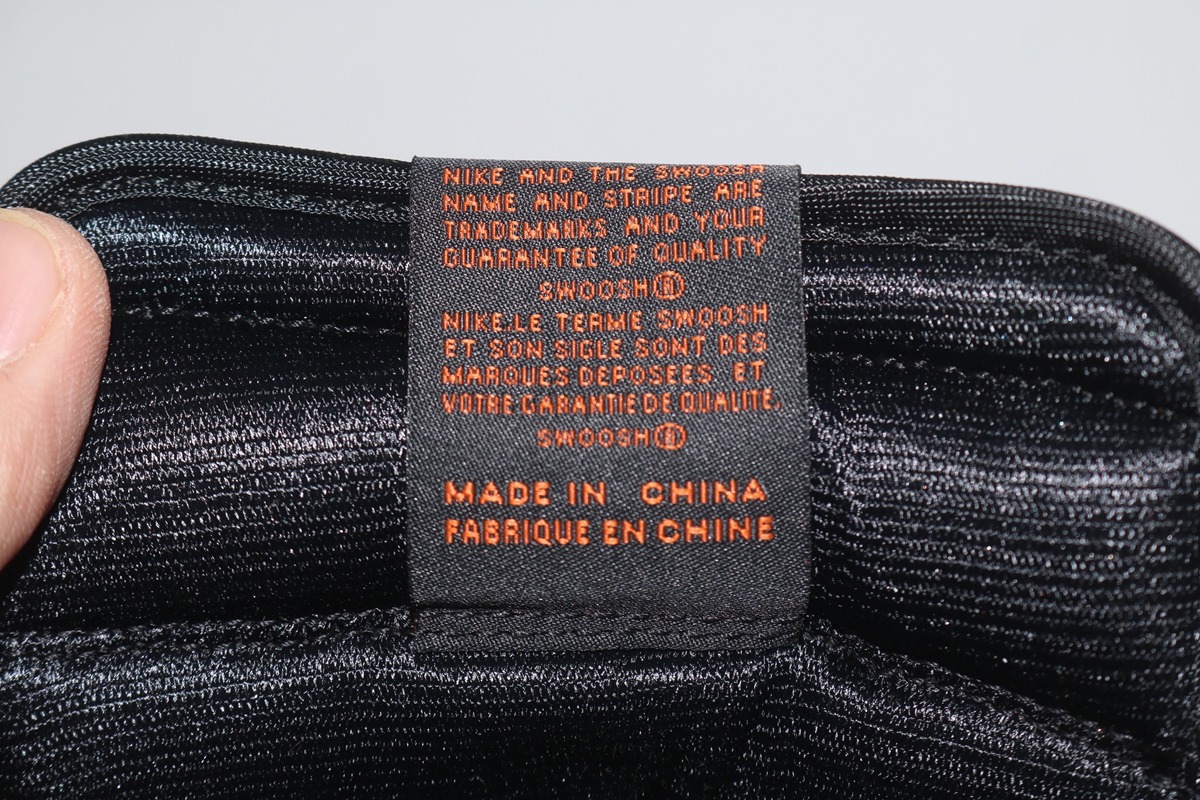 NIKE AND THE SWOOSH
NAME AND STRIPE ARE
TRADEMARKS AND YOUR
GUARANTEE OF QUALITY
SWOOSH®
NIKE.LE TERME SWOOSH
ET SON SIGLE SONT DES
MARQUES DEPOSEES ET
VOTRE GARANTIE DE QUALITE.
SWOOSH®
MADE IN CHINA
FABRIQUE EN CHINE